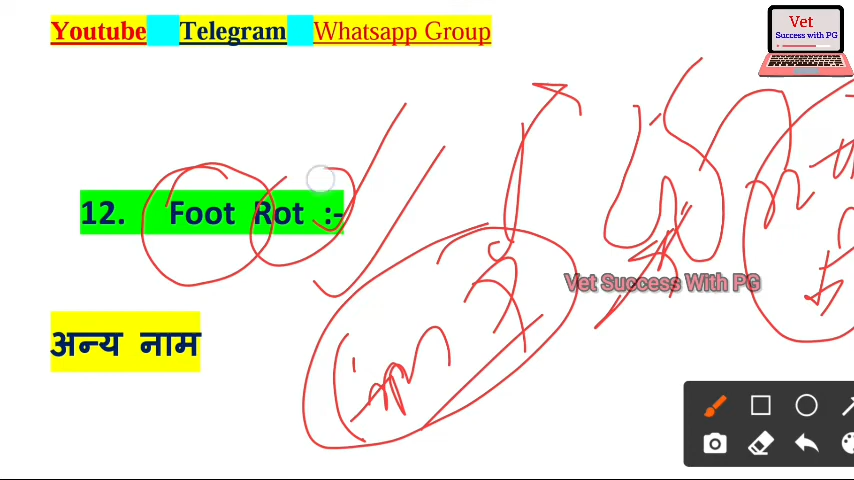 Youtube Telegram Whatsapp Group
Vet
Success with PG
12. Foot Rot :-
Vet Success With PG
अन्य नाम